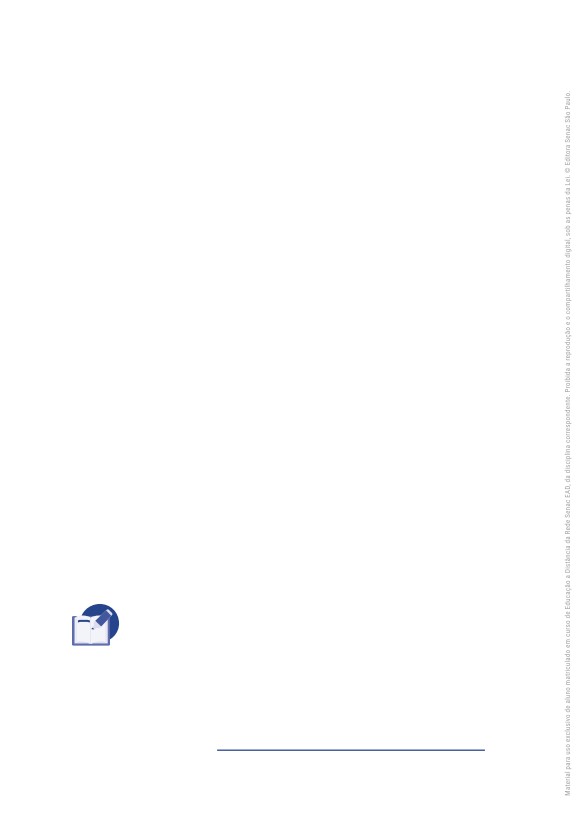 Material para uso exclusivo de aluno matriculado em curso de Educação a Distância da Rede Senac EAD, da disciplina correspondente. Proibida a reprodução e o compartilhamento digital, sob as penas da Lei. © Editora Senac São Paulo.